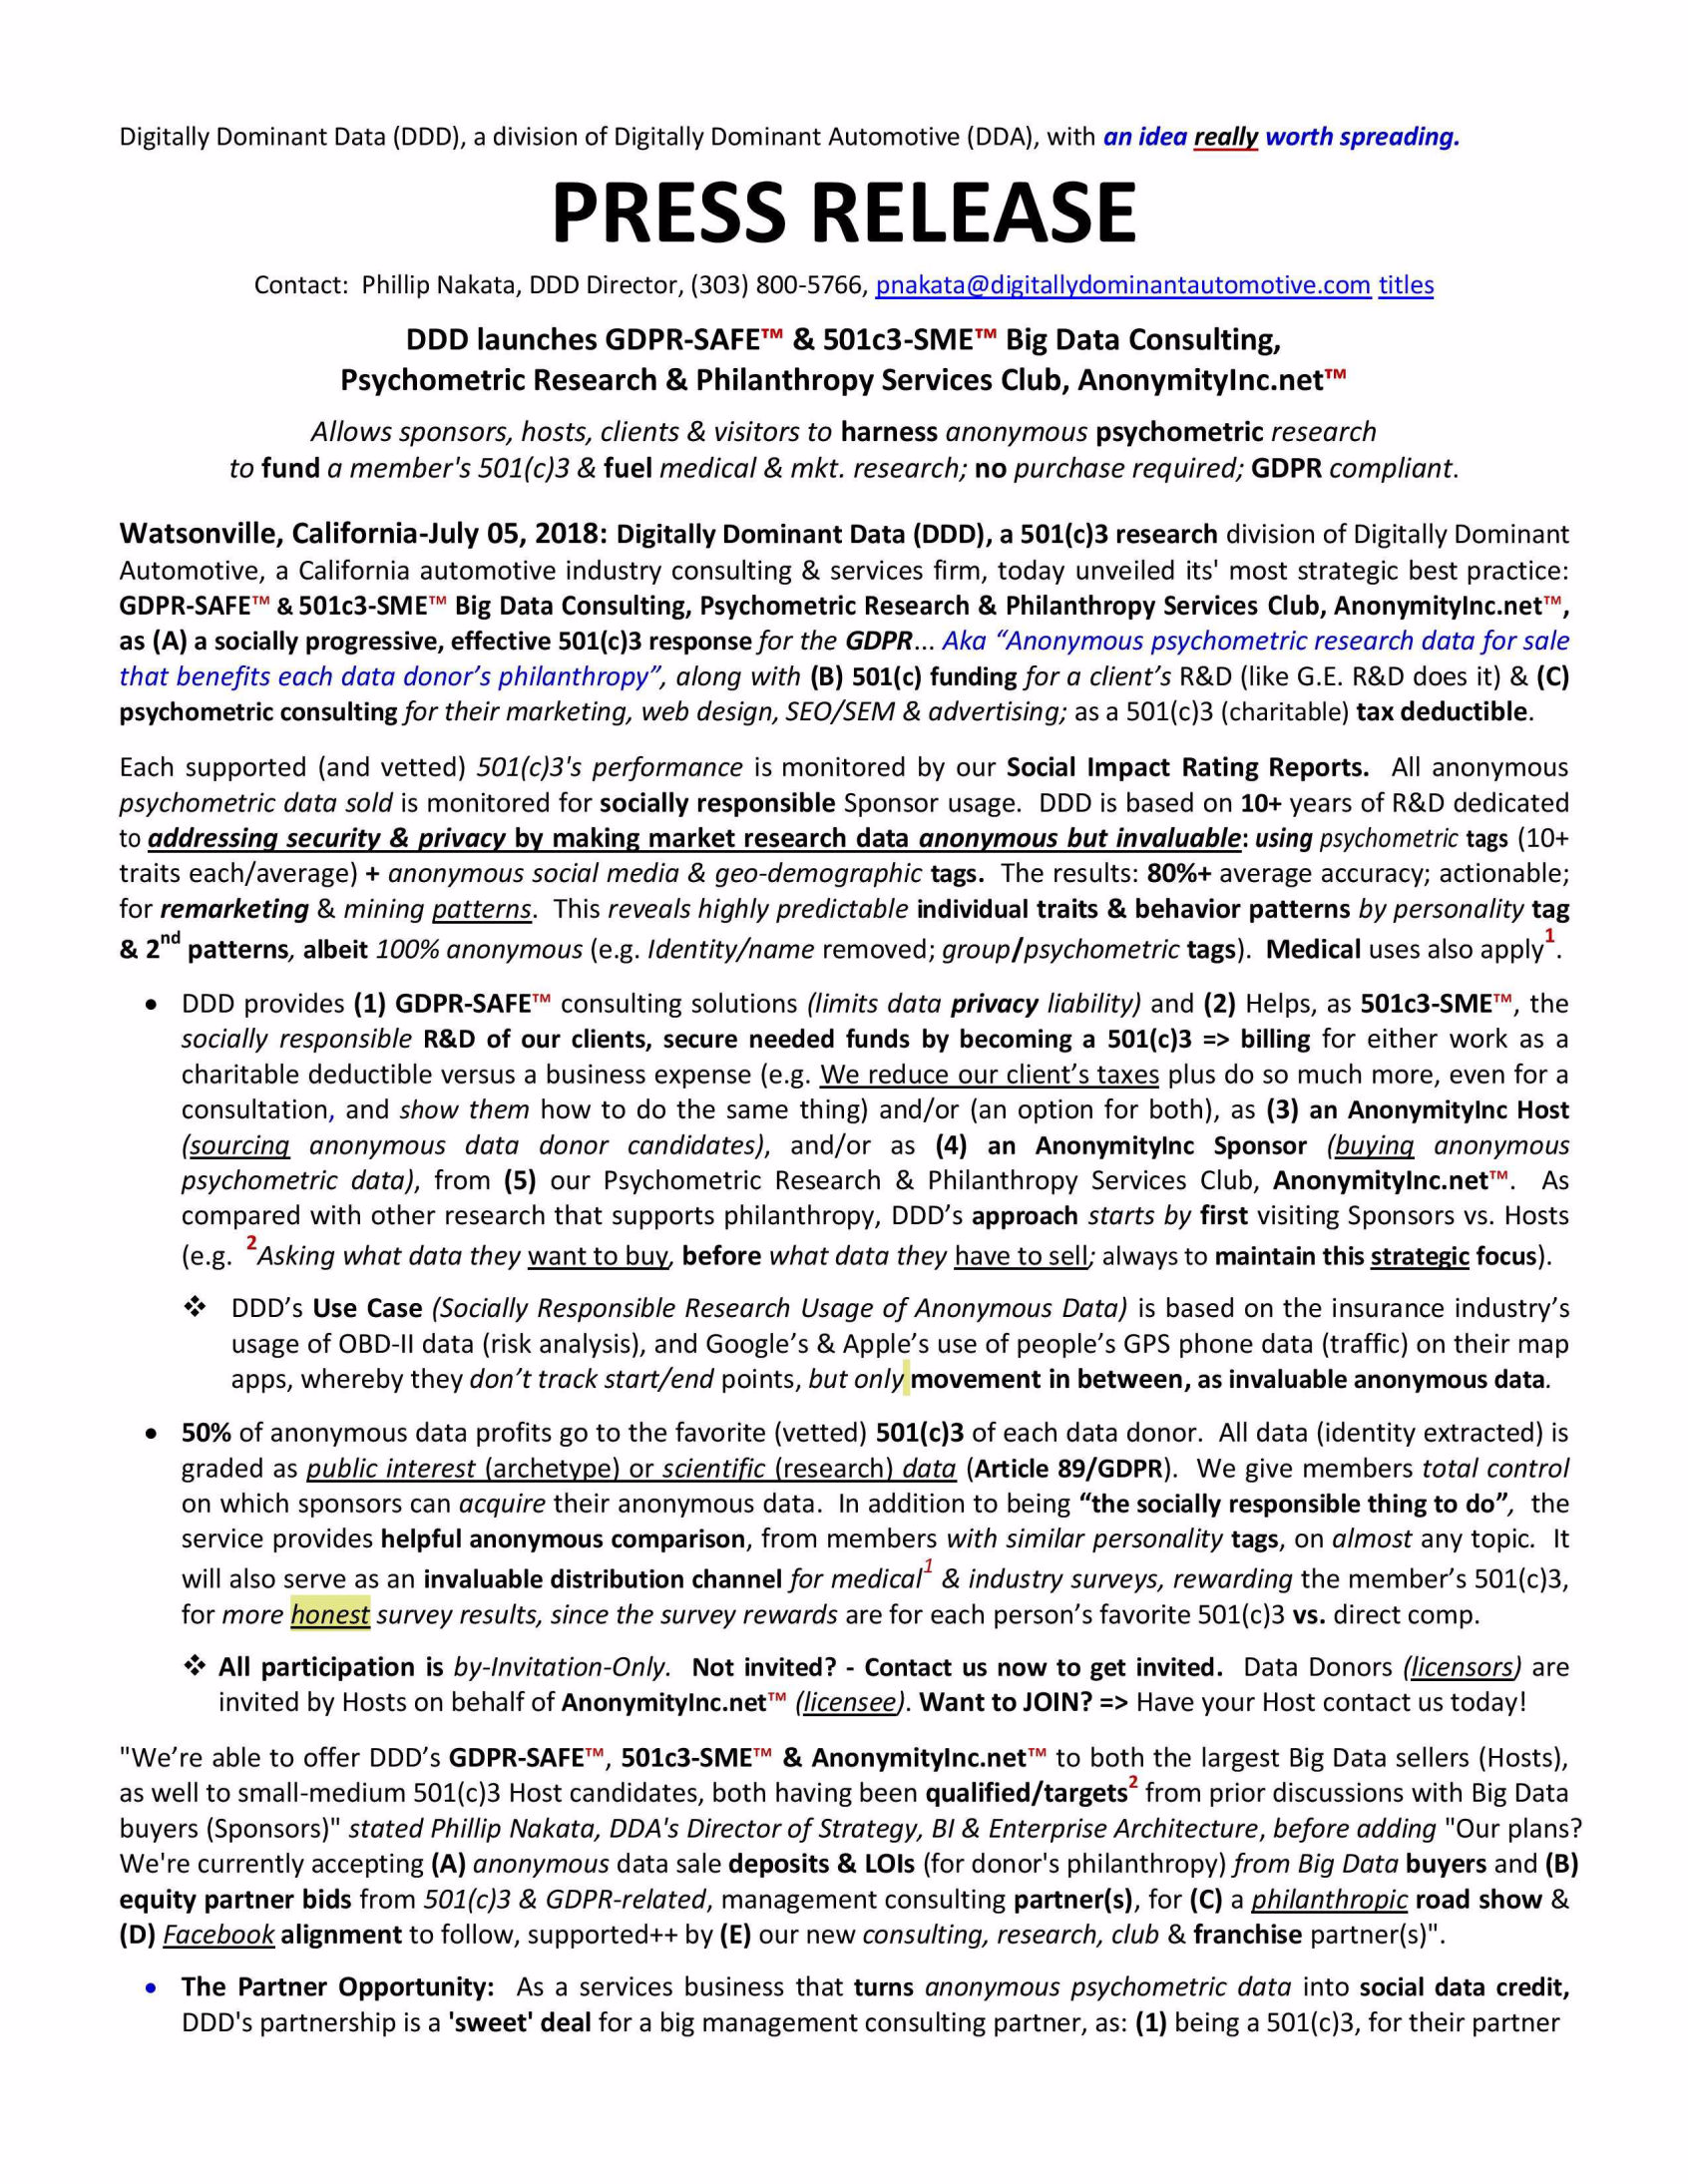 Digitally Dominant Data (DDD), a division of Digitally Dominant Automotive (DDA), with an idea really worth spreading.
PRESS RELEASE
Contact: Phillip Nakata, DDD Director, (303) 800-5766, pnakata@digitallydominantautomotive.com titles
DDD launches GDPR-SAFE™ & 501c3-SME™ Big Data Consulting,
Psychometric Research & Philanthropy Services Club, AnonymityInc.net™
Allows sponsors, hosts, clients & visitors to harness anonymous psychometric research
to fund a member's 501(c)3 & fuel medical & mkt. research; no purchase required; GDPR compliant.
Watsonville, California-July 05, 2018: Digitally Dominant Data (DDD), a 501(c)3 research division of Digitally Dominant
Automotive, a California automotive industry consulting & services firm, today unveiled its' most strategic best practice:
GDPR-SAFE™ & 501c3-SME™ Big Data Consulting, Psychometric Research & Philanthropy Services Club, AnonymityInc.net™,
as (A) a socially progressive, effective 501(c)3 response for the GDPR... Aka “Anonymous psychometric research data for sale
that benefits each data donor’s philanthropy”, along with (B) 501(c) funding for a client’s R&D (like G.E. R&D does it) & (C)
psychometric consulting for their marketing, web design, SEO/SEM & advertising; as a 501(c)3 (charitable) tax deductible.
Each supported (and vetted) 501(c)3's performance is monitored by our Social Impact Rating Reports. All anonymous
psychometric data sold is monitored for socially responsible Sponsor usage. DDD is based on 10+ years of R&D dedicated
to addressing security & privacy by making market research data anonymous but invaluable: using psychometric tags (10+
traits each/average) + anonymous social media & geo-demographic tags. The results: 80%+ average accuracy; actionable;
for remarketing & mining patterns. This reveals highly predictable individual traits & behavior patterns by personality tag
& 2nd patterns, albeit 100% anonymous (e.g. Identity/name removed; group/psychometric tags). Medical uses also apply1.
• DDD provides (1) GDPR-SAFE™ consulting solutions (limits data privacy liability) and (2) Helps, as 501c3-SME™, the
socially responsible R&D of our clients, secure needed funds by becoming a 501(c)3 => billing for either work as a
charitable deductible versus a business expense (e.g. We reduce our client’s taxes plus do so much more, even for a
consultation, and show them how to do the same thing) and/or (an option for both), as (3) an AnonymityInc Host
(sourcing anonymous data donor candidates), and/or as (4) an AnonymityInc Sponsor (buying anonymous
psychometric data), from (5) our Psychometric Research & Philanthropy Services Club, AnonymityInc.net™. As
compared with other research that supports philanthropy, DDD’s approach starts by first visiting Sponsors vs. Hosts
(e.g. 2Asking what data they want to buy, before what data they have to sell; always to maintain this strategic focus).
❖ DDD’s Use Case (Socially Responsible Research Usage of Anonymous Data) is based on the insurance industry’s
usage of OBD-II data (risk analysis), and Google’s & Apple’s use of people’s GPS phone data (traffic) on their map
apps, whereby they don’t track start/end points, but only movement in between, as invaluable anonymous data.
• 50% of anonymous data profits go to the favorite (vetted) 501(c)3 of each data donor. All data (identity extracted) is
graded as public interest (archetype) or scientific (research) data (Article 89/GDPR). We give members total control
on which sponsors can acquire their anonymous data. In addition to being “the socially responsible thing to do”, the
service provides helpful anonymous comparison, from members with similar personality tags, on almost any topic. It
will also serve as an invaluable distribution channel for medical1 & industry surveys, rewarding the member’s 501(c)3,
for more honest survey results, since the survey rewards are for each person’s favorite 501(c)3 vs. direct comp.
❖ All participation is by-Invitation-Only. Not invited? - Contact us now to get invited. Data Donors (licensors) are
invited by Hosts on behalf of AnonymityInc.net™ (licensee). Want to JOIN? => Have your Host contact us today!
"We’re able to offer DDD’s GDPR-SAFE™, 501c3-SME™ & AnonymityInc.net™ to both the largest Big Data sellers (Hosts),
as well to small-medium 501(c)3 Host candidates, both having been qualified/targets2 from prior discussions with Big Data
buyers (Sponsors)" stated Phillip Nakata, DDA's Director of Strategy, BI & Enterprise Architecture, before adding "Our plans?
We're currently accepting (A) anonymous data sale deposits & LOIs (for donor's philanthropy) from Big Data buyers and (B)
equity partner bids from 501(c)3 & GDPR-related, management consulting partner(s), for (C) a philanthropic road show &
(D) Facebook alignment to follow, supported++ by (E) our new consulting, research, club & franchise partner(s)".
• The Partner Opportunity: As a services business that turns anonymous psychometric data into social data credit,
DDD's partnership is a 'sweet' deal for a big management consulting partner, as: (1) being a 501(c)3, for their partner